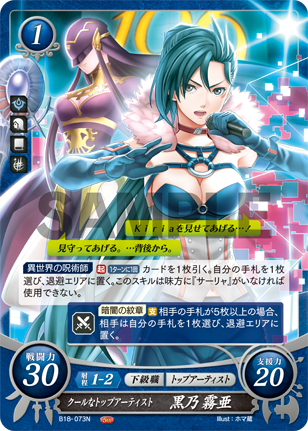 1
SAMPLE
Kiriaを見せてあげる…!
見守ってあげる。…背後から。
異世界の呪術師 起 1ターンに1回 カードを1枚引く。自分の手札を1枚
選び、退避エリアに置く。このスキルは味方に『サーリャ』がいなければ
使用できない。
暗闇の紋章 支 相手の手札が5枚以上の場合、
相手は自分の手札を1枚選び、退避エリアに
置く。
戦闘力
30
射程
1-2
下級職
トップアーティスト
支援力
20
クールなトップアーティスト 黒乃霧亜
B18-073N
Illust:ホマ蔵